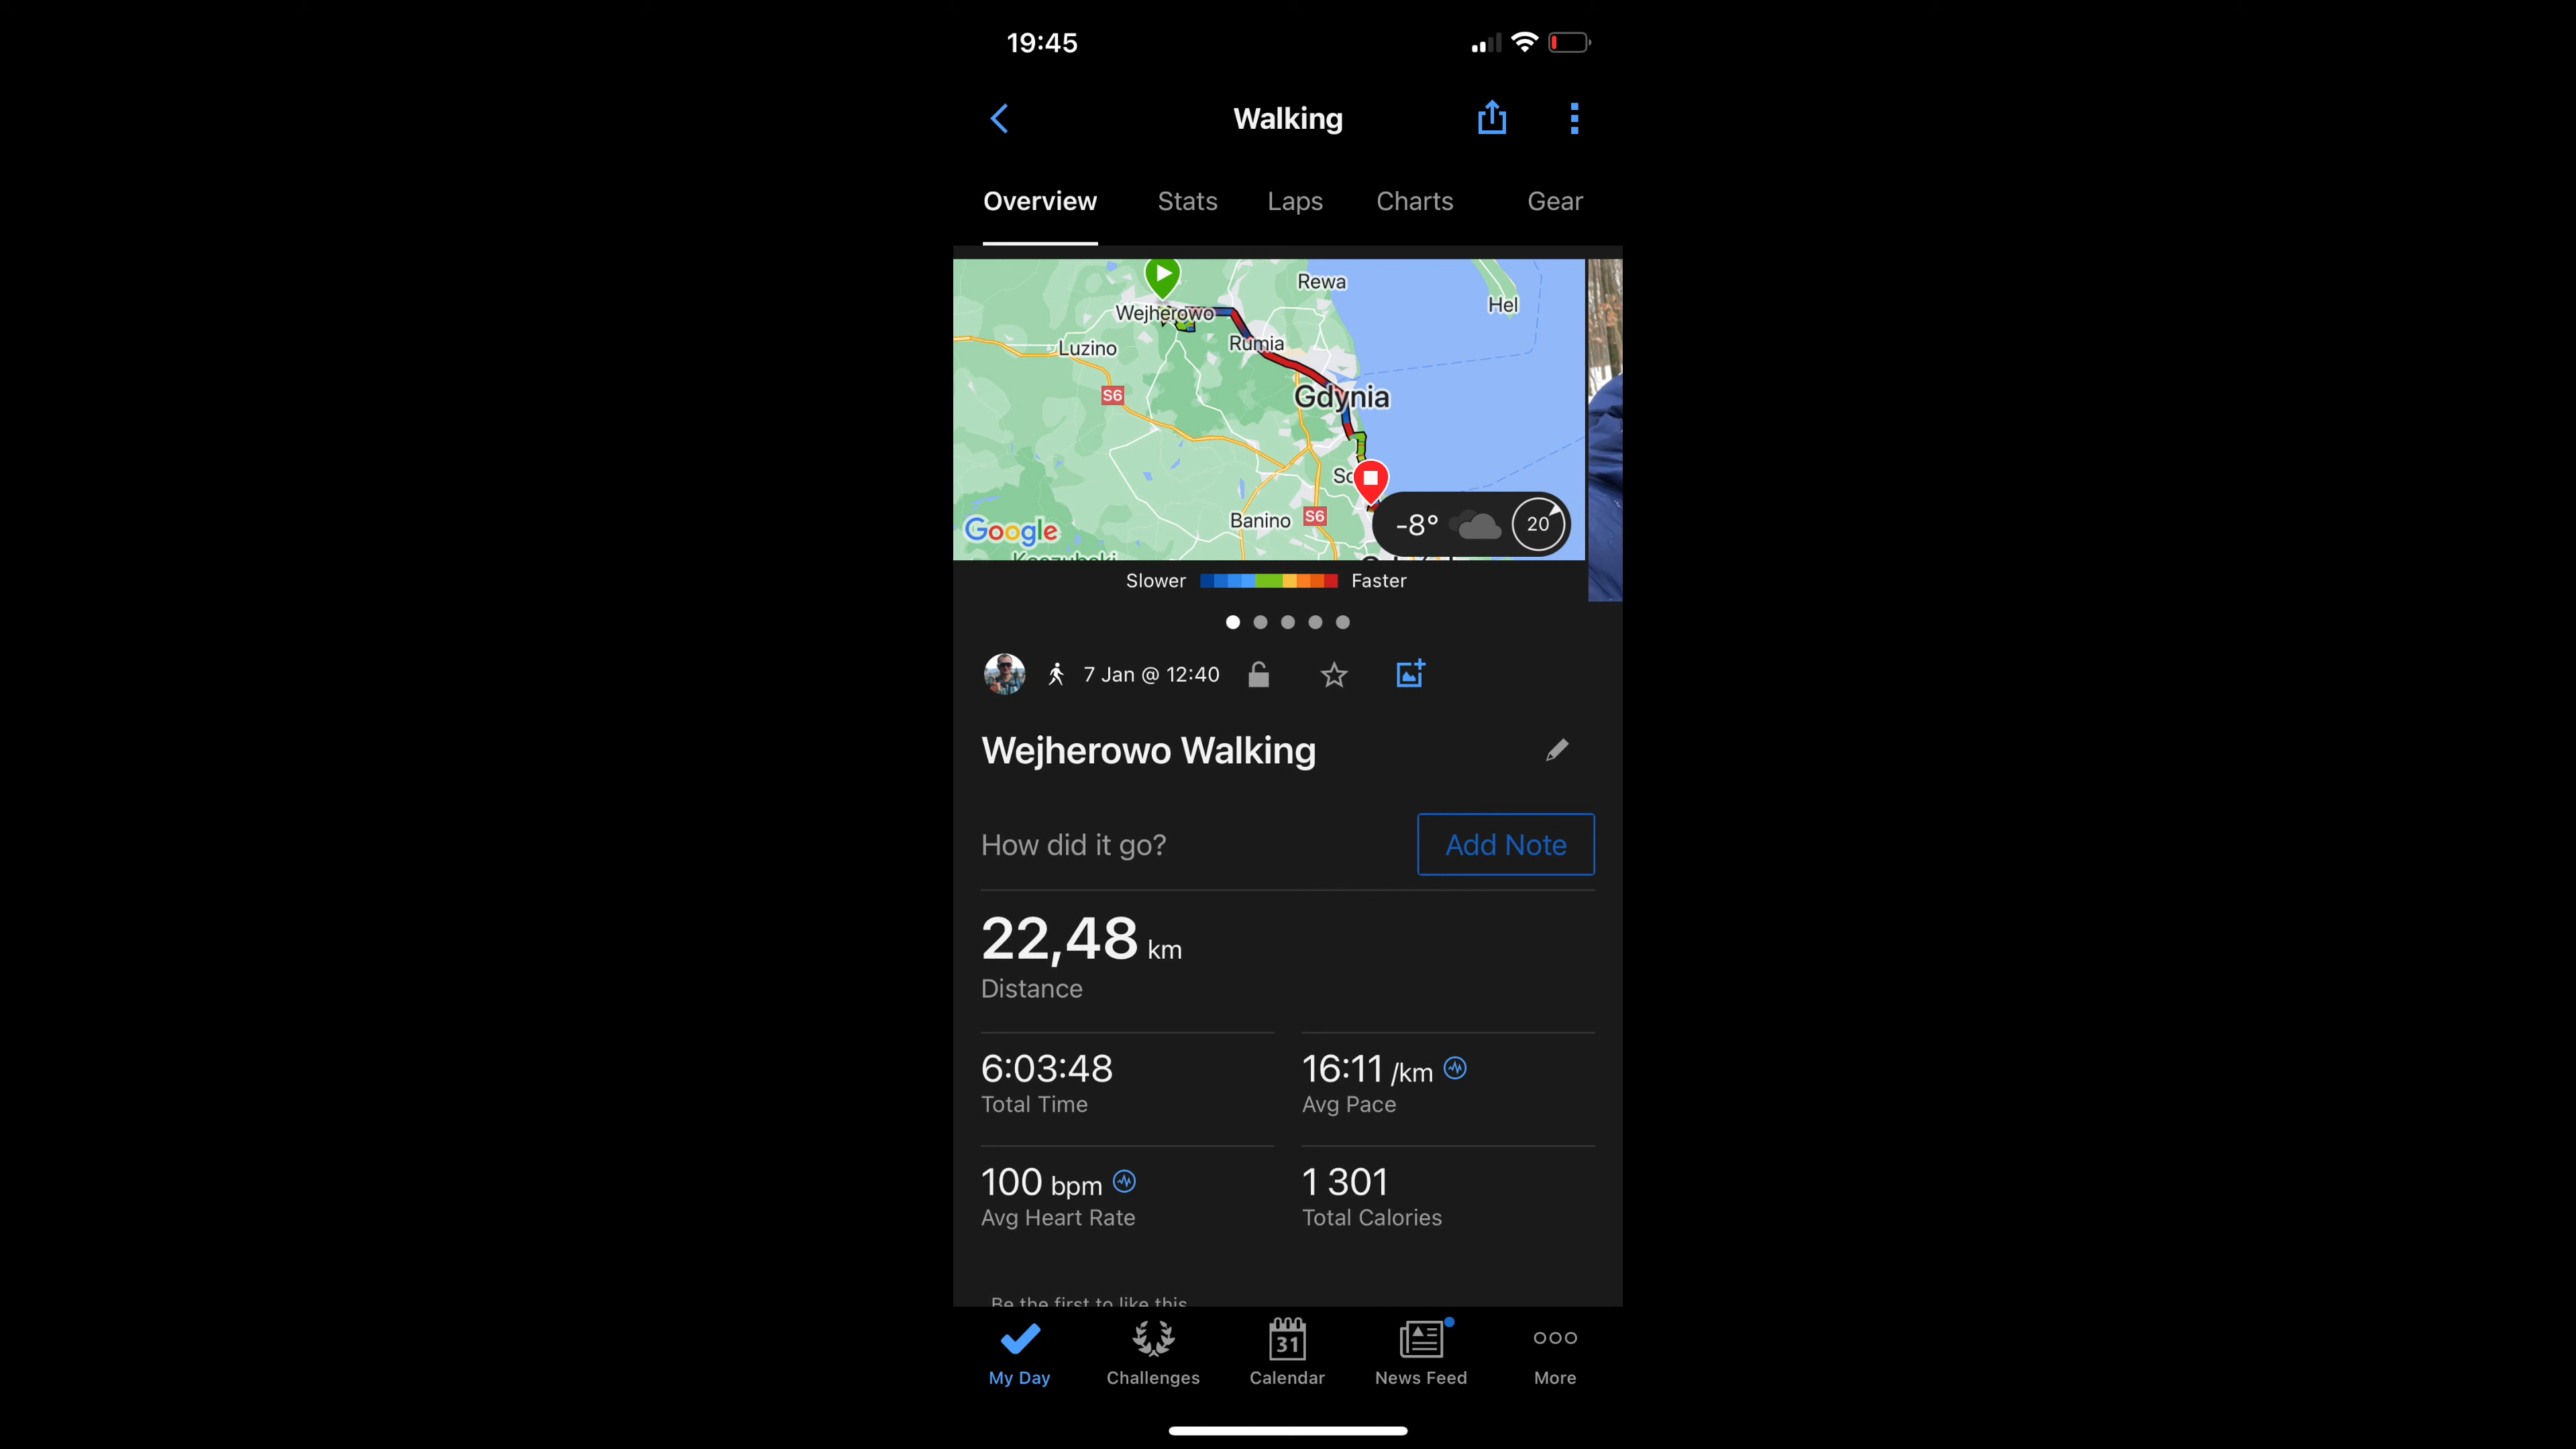 19:45
Walking
Overview Stats Laps Charts Gear
Rewa
Hel
Wejherowo
Luzino
Rumia
S6
Gdynia
Banino
S6
-8°
20
Google
Slower Faster
7 Jan @ 12:40
Wejherowo Walking
How did it go?
Add Note
22,48 km
Distance
6:03:48
Total Time
16:11 /km
Avg Pace
100 bpm
Avg Heart Rate
1 301
Total Calories
Be the first to like this
31
My Day Challenges Calendar News Feed More